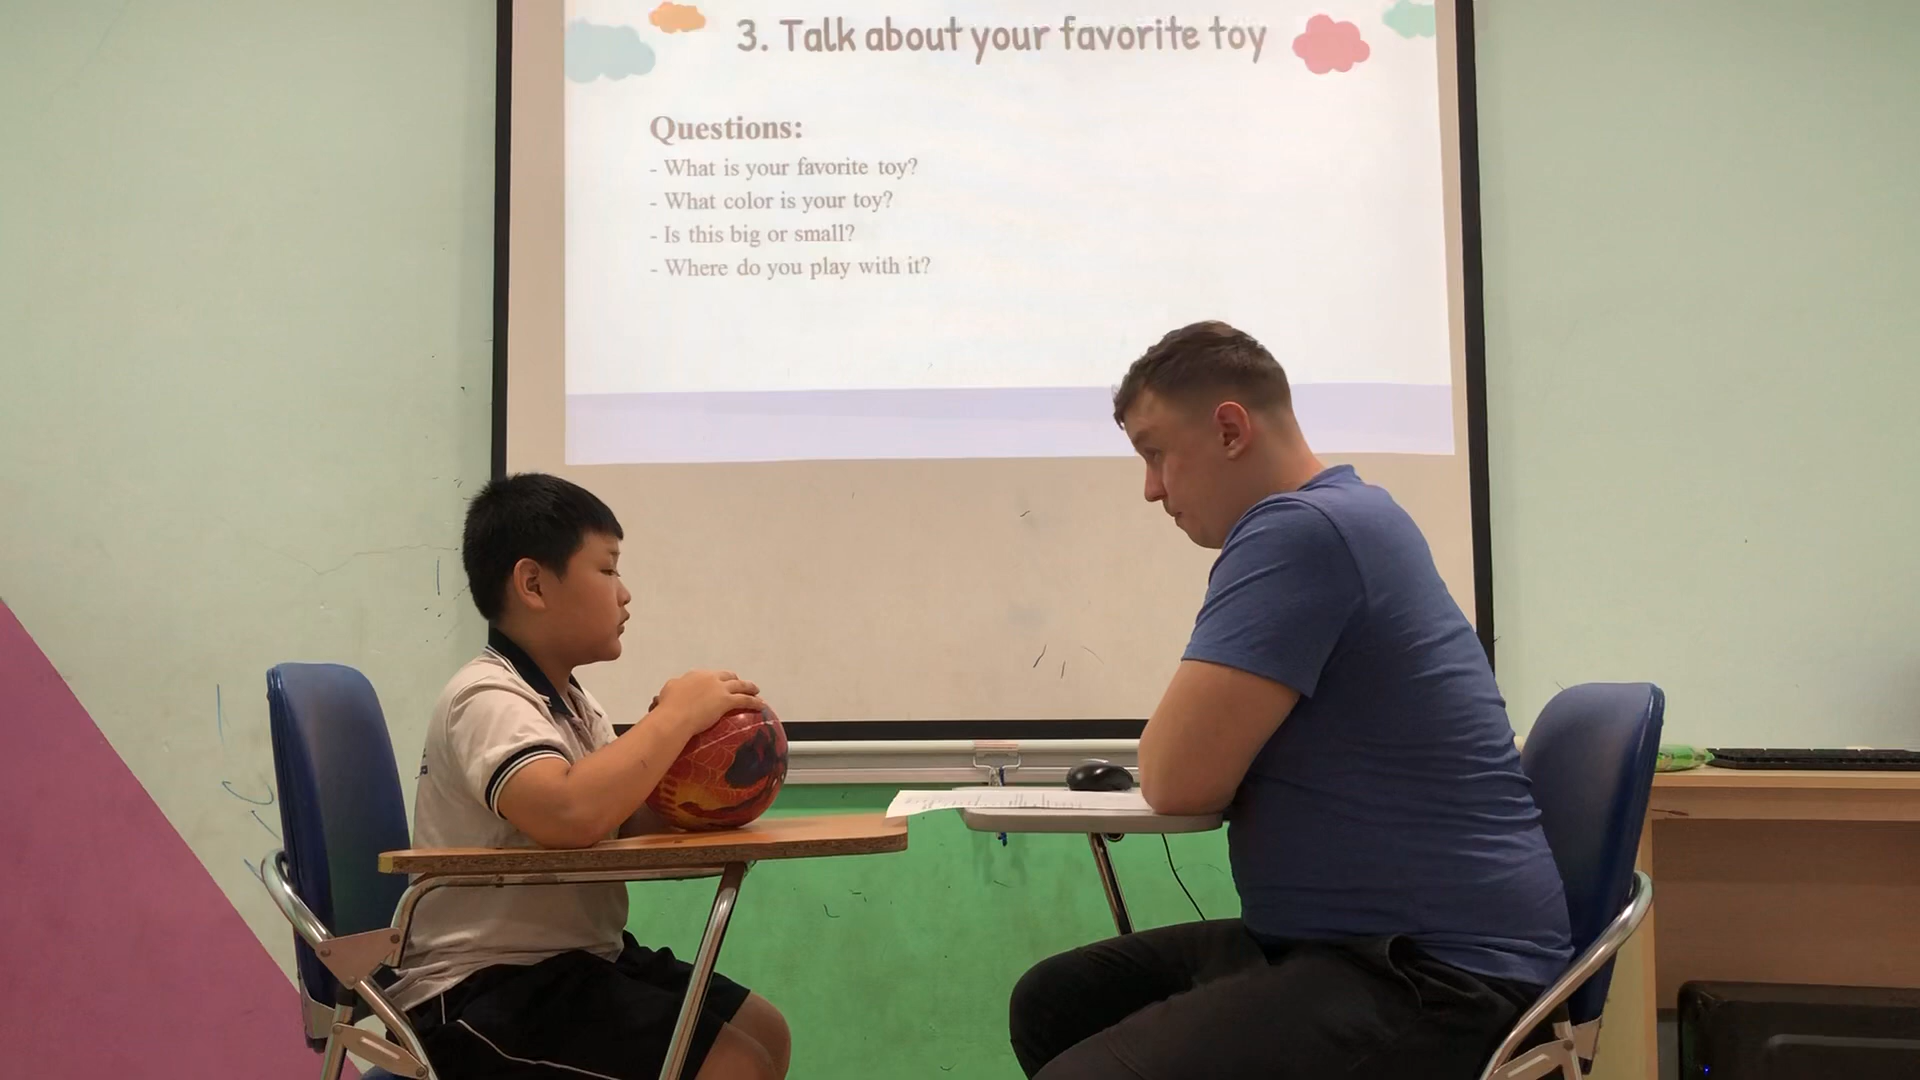 3. Talk about your favorite toy
Questions:
- What is your favorite toy?
- What color is your toy?
- Is this big or small?
- Where do you play with it?